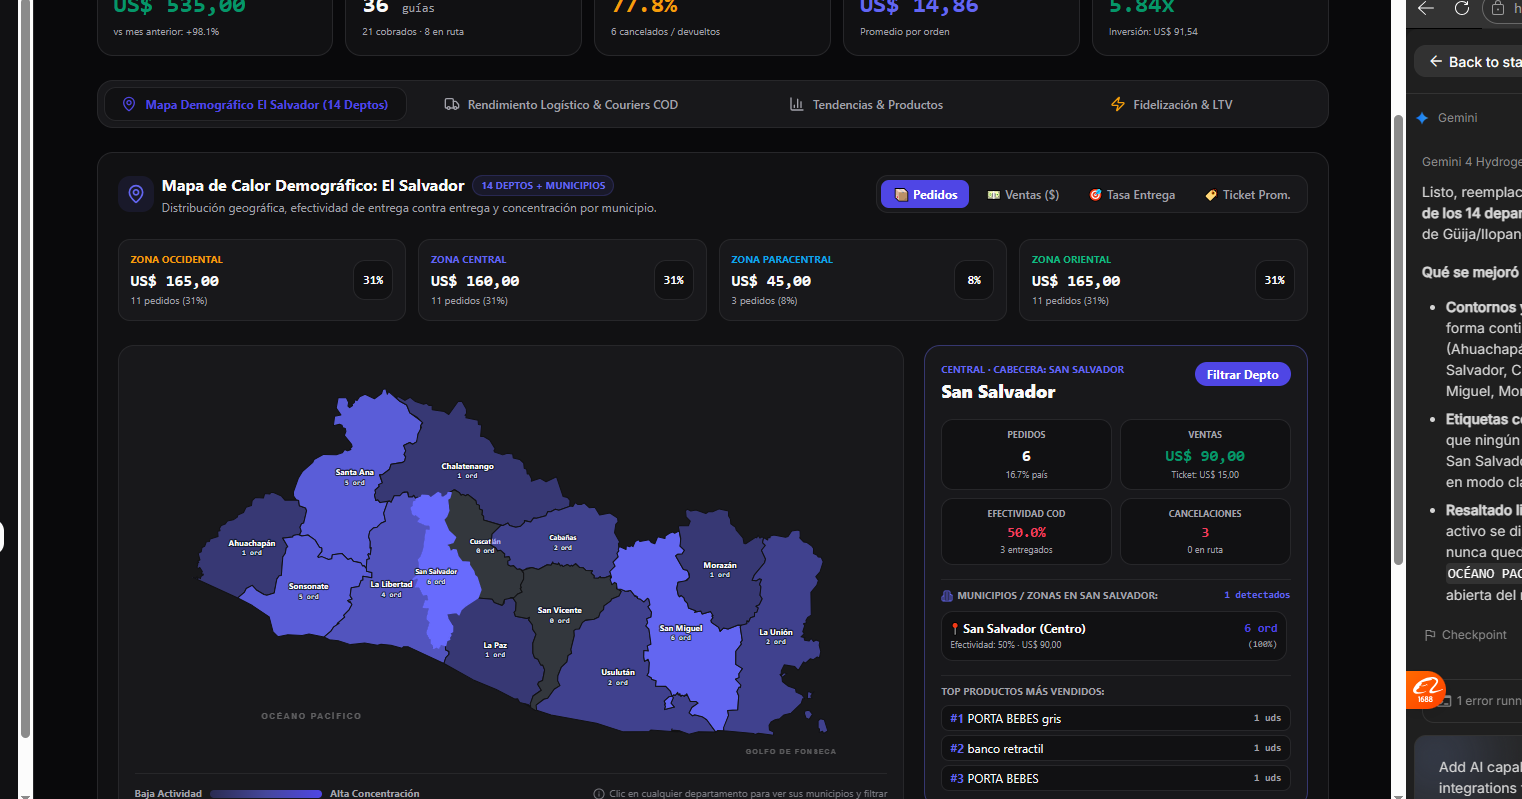 US$ 535,00
36 guías
77.8%
US$ 14,86
5.84x
vs mes anterior: +98.1%
21 cobrados · 8 en ruta
6 cancelados / devueltos
Promedio por orden
Inversión: US$ 91,54
Mapa Demográfico El Salvador (14 Deptos)
Rendimiento Logístico & Couriers COD
Tendencias & Productos
Fidelización & LTV
Mapa de Calor Demográfico: El Salvador
14 DEPTOS + MUNICIPIOS
Distribución geográfica, efectividad de entrega contra entrega y concentración por municipio.
Pedidos
Ventas ($)
Tasa Entrega
Ticket Prom.
ZONA OCCIDENTAL
US$ 165,00
11 pedidos (31%)
31%
ZONA CENTRAL
US$ 160,00
11 pedidos (31%)
31%
ZONA PARACENTRAL
US$ 45,00
3 pedidos (8%)
8%
ZONA ORIENTAL
US$ 165,00
11 pedidos (31%)
31%
Santa Ana
5 ord
Chalatenango
1 ord
Ahuachapán
1 ord
Sonsonate
5 ord
La Libertad
4 ord
San Salvador
6 ord
Cuscatlán
0 ord
Cabañas
2 ord
San Vicente
0 ord
La Paz
1 ord
Usulután
2 ord
San Miguel
6 ord
Morazán
1 ord
La Unión
2 ord
OCÉANO PACÍFICO
GOLFO DE FONSECA
Baja Actividad
Alta Concentración
Clic en cualquier departamento para ver sus municipios y filtrar
CENTRAL · CABECERA: SAN SALVADOR
San Salvador
Filtrar Depto
PEDIDOS
6
16.7% país
VENTAS
US$ 90,00
Ticket: US$ 15,00
EFECTIVIDAD COD
50.0%
3 entregados
CANCELACIONES
3
0 en ruta
MUNICIPIOS / ZONAS EN SAN SALVADOR:
1 detectados
San Salvador (Centro)
6 ord
Efectividad: 50% · US$ 90,00
(100%)
TOP PRODUCTOS MÁS VENDIDOS:
#1 PORTA BEBES gris
1 uds
#2 banco retractil
1 uds
#3 PORTA BEBES
1 uds
h
Back to sta
Gemini
Gemini 4 Hydroge
Listo, reemplac
de los 14 depar
de Güija/Ilopan
Qué se mejoró
Contornos y
forma conti
(Ahuachapá
Salvador, C
Miguel, Mor
Etiquetas co
que ningún
San Salvado
en modo cla
Resaltado li
activo se di
nunca qued
OCÉANO PAC
abierta del
Checkpoint
1688
1 error runn
Add AI capal
integrations